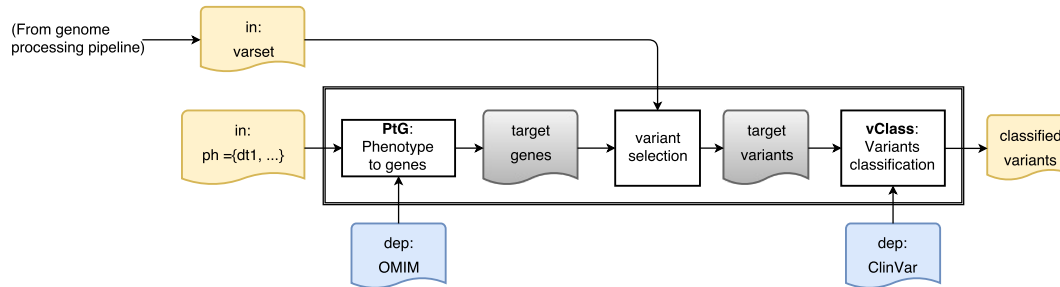 (From genome
processing pipeline)
in:
varset
in:
ph ={dt1, ...}
PtG:
Phenotype
to genes
target
genes
variant
selection
target
variants
vClass:
Variants
classification
classified
variants
dep:
OMIM
dep:
ClinVar